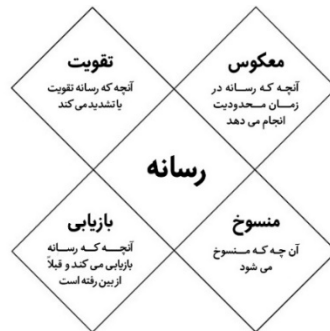 معکوس
آنچه که رسانه در
زمان محدودیت
انجام می دهد
تقویت
آنچه که رسانه تقویت
یا تشدید می کند
رسانه
منسوخ
آن چه که منسوخ
می شود
بازیابی
آنچه که رسانه
بازیابی می کند و قبلاً
از بین رفته است